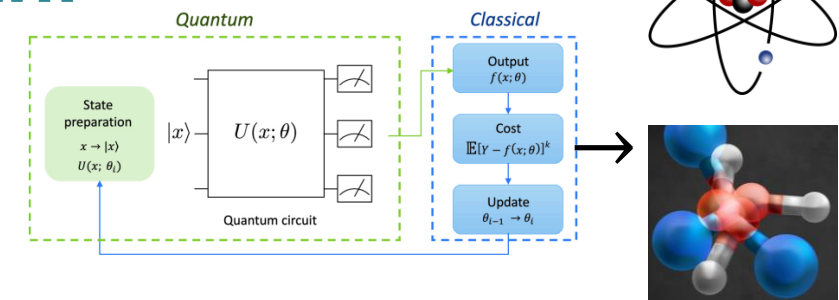 Quantum
Classical
State
preparation
x → |x⟩
U(x; θᵢ)
|x⟩
U(x; θ)
Quantum circuit
Output
f(x; θ)
Cost
𝔼[Y − f(x; θ)]ᵏ
Update
θᵢ₋₁ → θᵢ